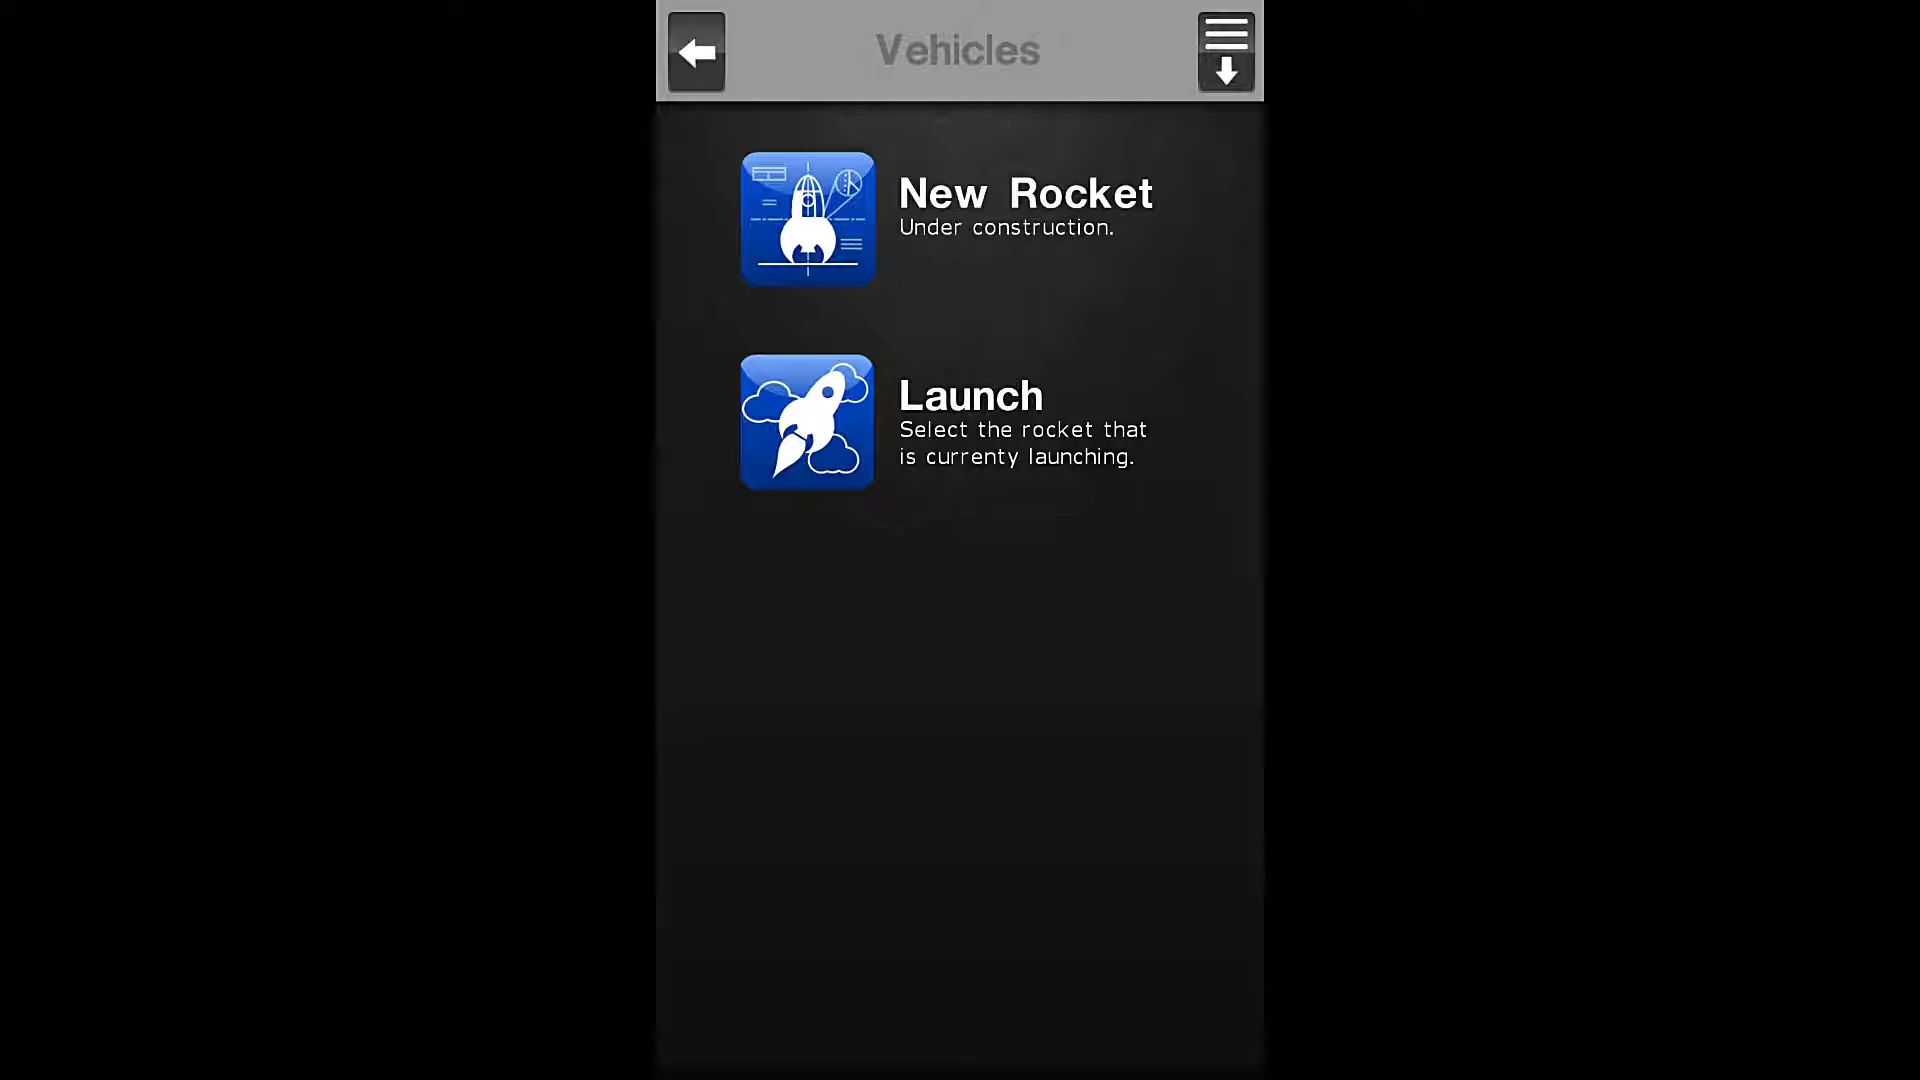 Vehicles
New Rocket
Under construction.
Launch
Select the rocket that
is currenty launching.